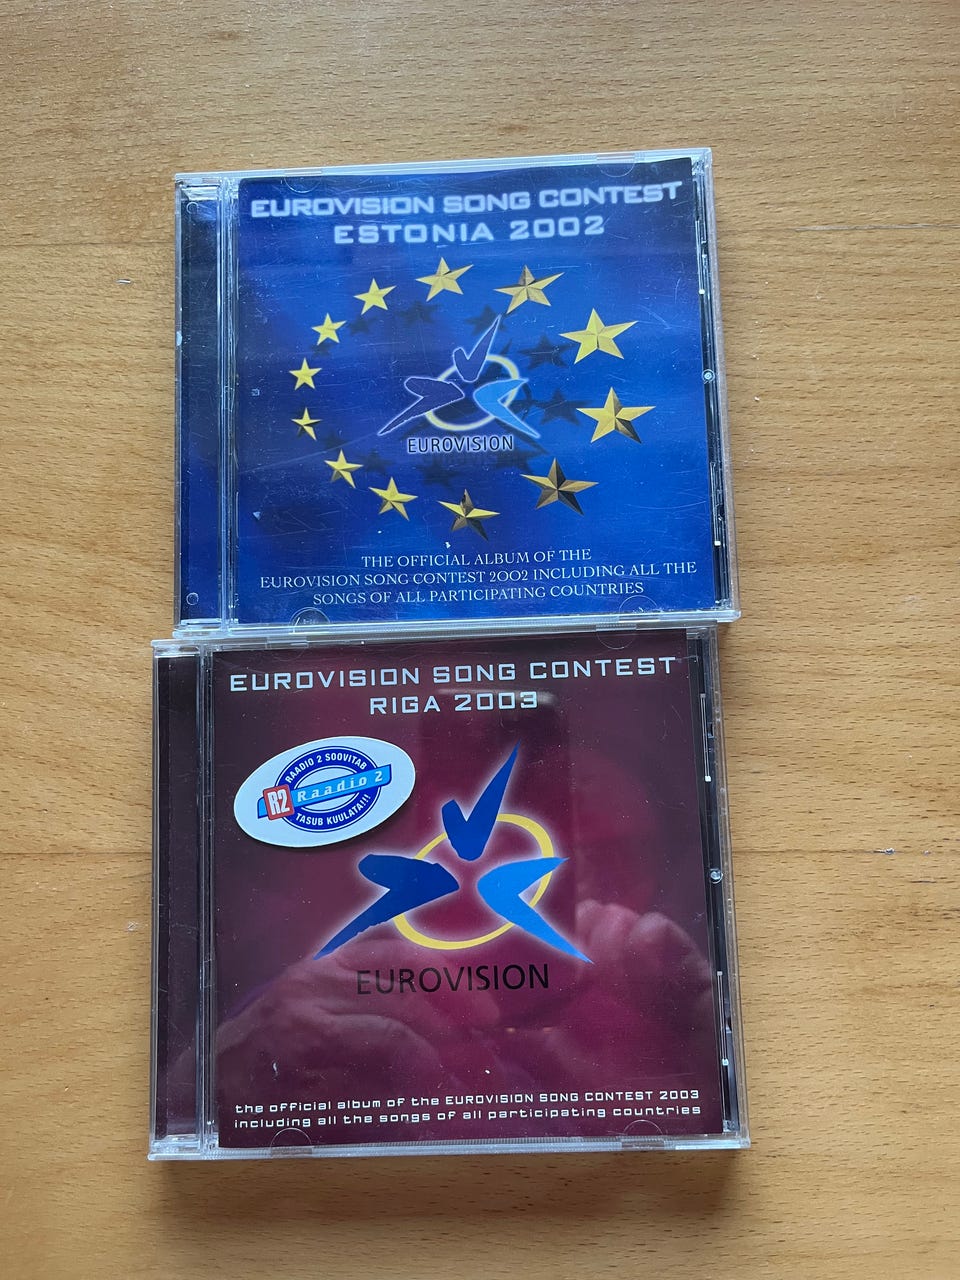 EUROVISION SONG CONTEST
ESTONIA 2002
EUROVISION
THE OFFICIAL ALBUM OF THE
EUROVISION SONG CONTEST 2002 INCLUDING ALL THE
SONGS OF ALL PARTICIPATING COUNTRIES
EUROVISION SONG CONTEST
RIGA 2003
RAADIO 2 SOOVITAB
R2 Raadio 2
TASUB KUULATA!!!
EUROVISION
the official album of the EUROVISION SONG CONTEST 2003
including all the songs of all participating countries